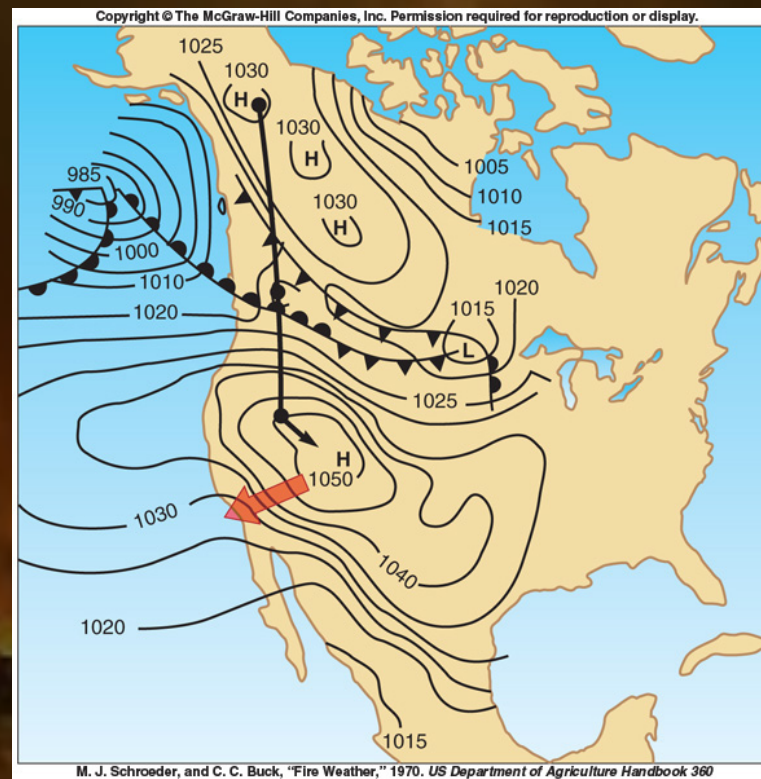 Copyright © The McGraw-Hill Companies, Inc. Permission required for reproduction or display.
1025
1030
H
1030
H
1030
H
1005
1010
1015
985
990
1000
1010
1020
1015
1020
L
1025
H
1050
1030
1040
1020
1015
M. J. Schroeder, and C. C. Buck, “Fire Weather,” 1970. US Department of Agriculture Handbook 360